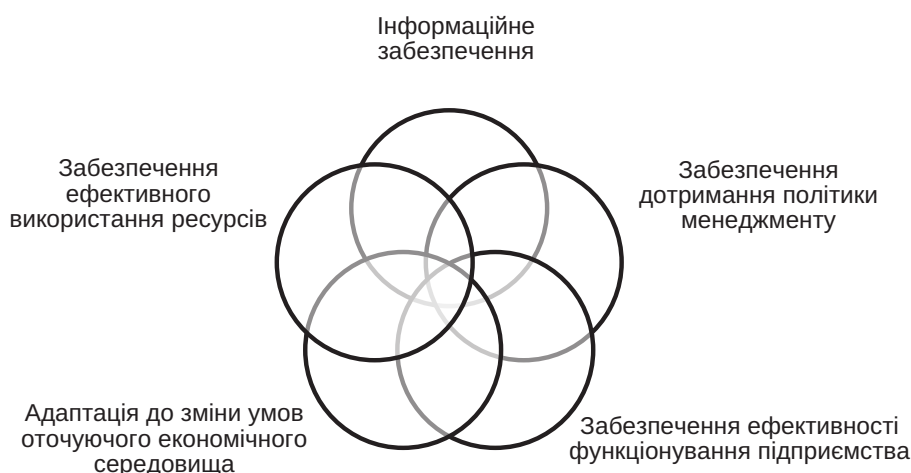 Інформаційне
забезпечення
Забезпечення
ефективного
використання ресурсів
Забезпечення
дотримання політики
менеджменту
Адаптація до зміни умов
оточуючого економічного
середовища
Забезпечення ефективності
функціонування підприємства